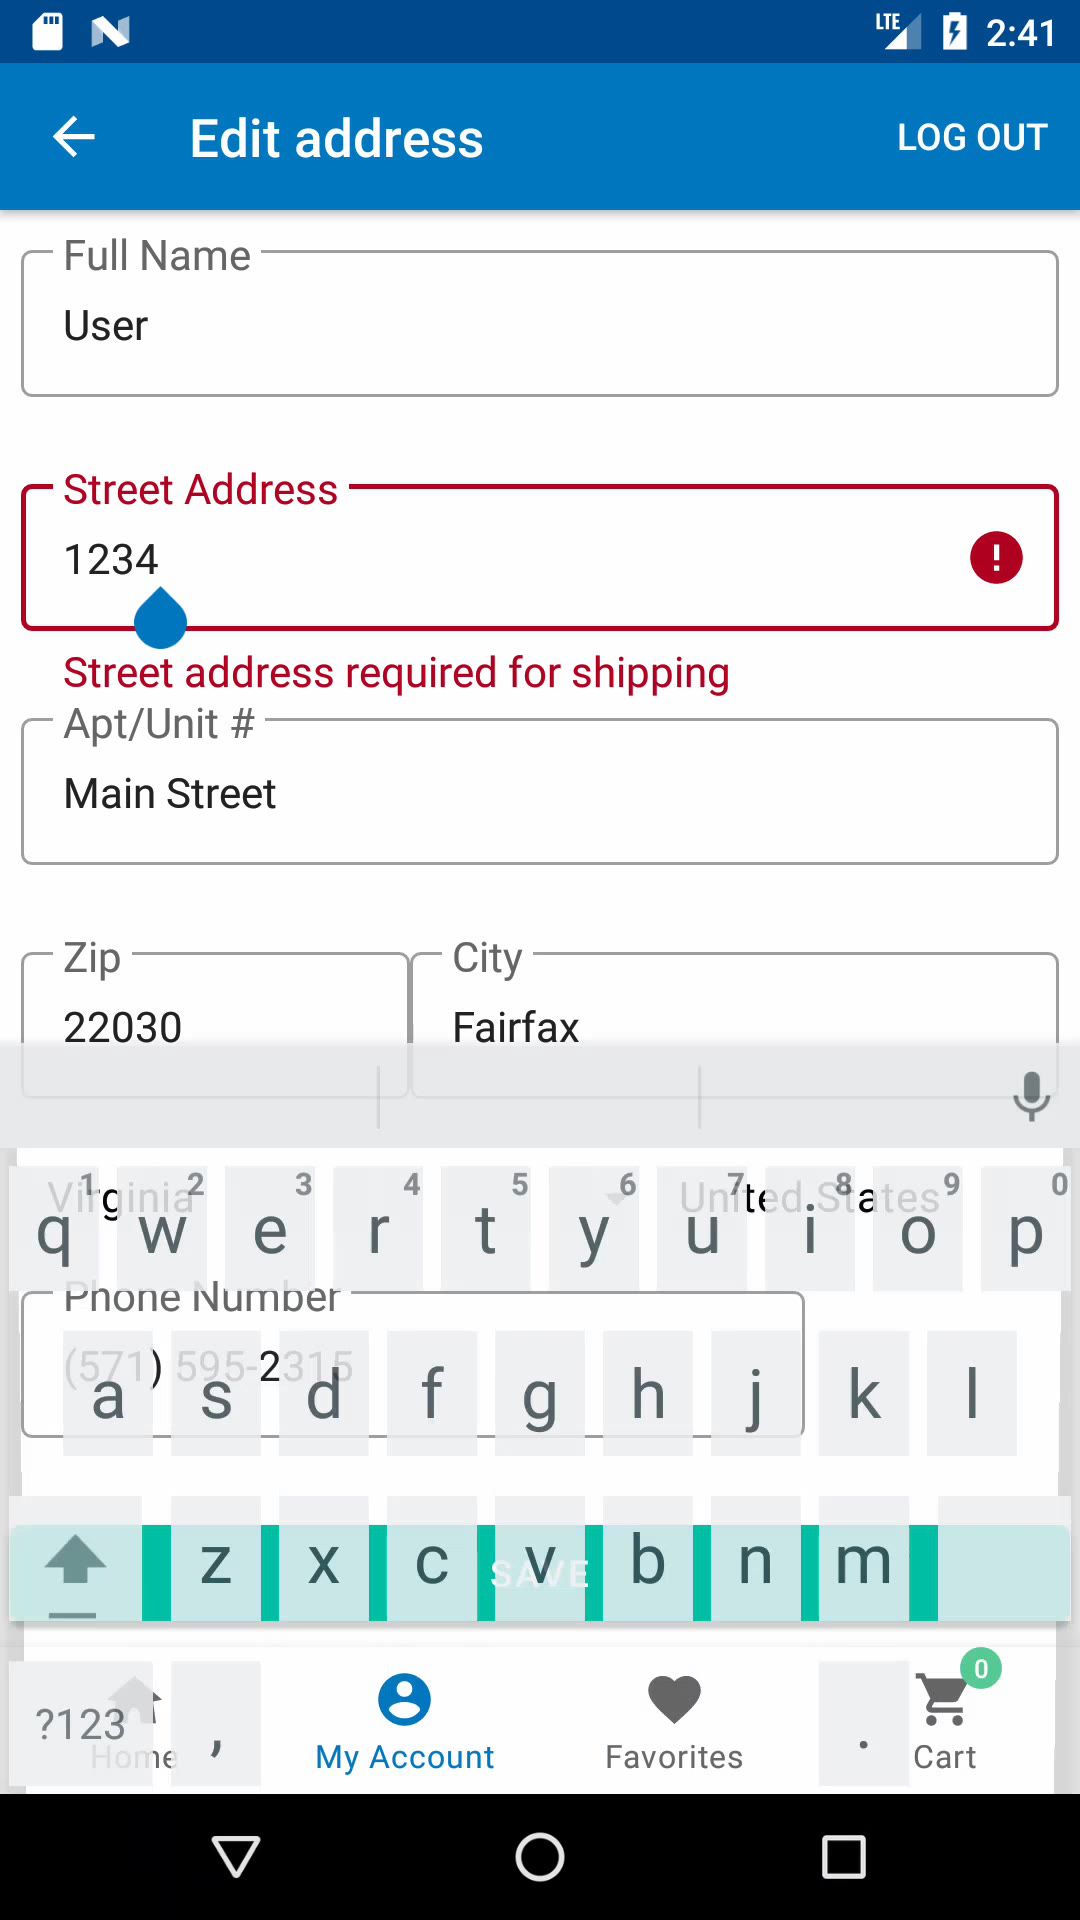 LTE 2:41
Edit address LOG OUT
Full Name
User
Street Address
1234
!
Street address required for shipping
Apt/Unit #
Main Street
Zip City
22030 Fairfax
Virginia United States
1 2 3 4 5 6 7 8 9 0
q w e r t y u i o p
Phone Number
(571) 595-2315
a s d f g h j k l
z x c v b n m
SAVE
0
?123 , .
Home My Account Favorites Cart